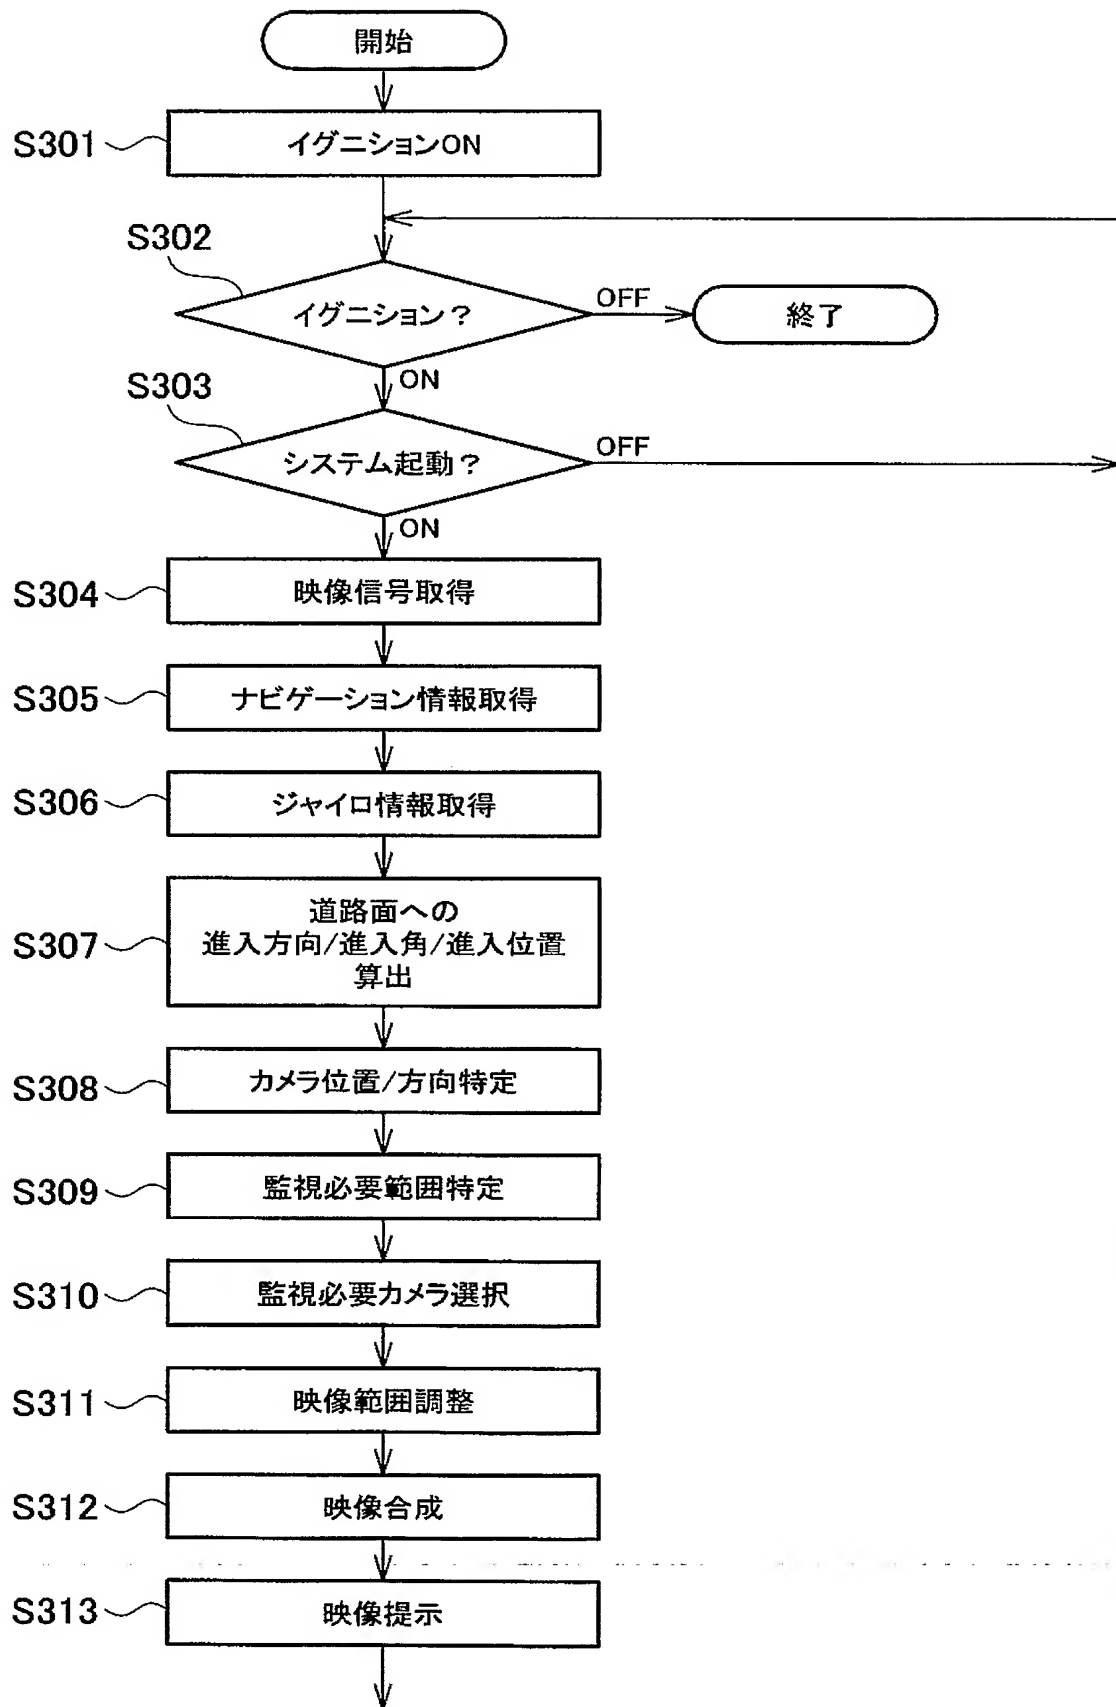 開始
S301
イグニションON
S302
イグニション？
OFF
終了
ON
S303
システム起動？
OFF
ON
S304
映像信号取得
S305
ナビゲーション情報取得
S306
ジャイロ情報取得
S307
道路面への
進入方向/進入角/進入位置
算出
S308
カメラ位置/方向特定
S309
監視必要範囲特定
S310
監視必要カメラ選択
S311
映像範囲調整
S312
映像合成
S313
映像提示